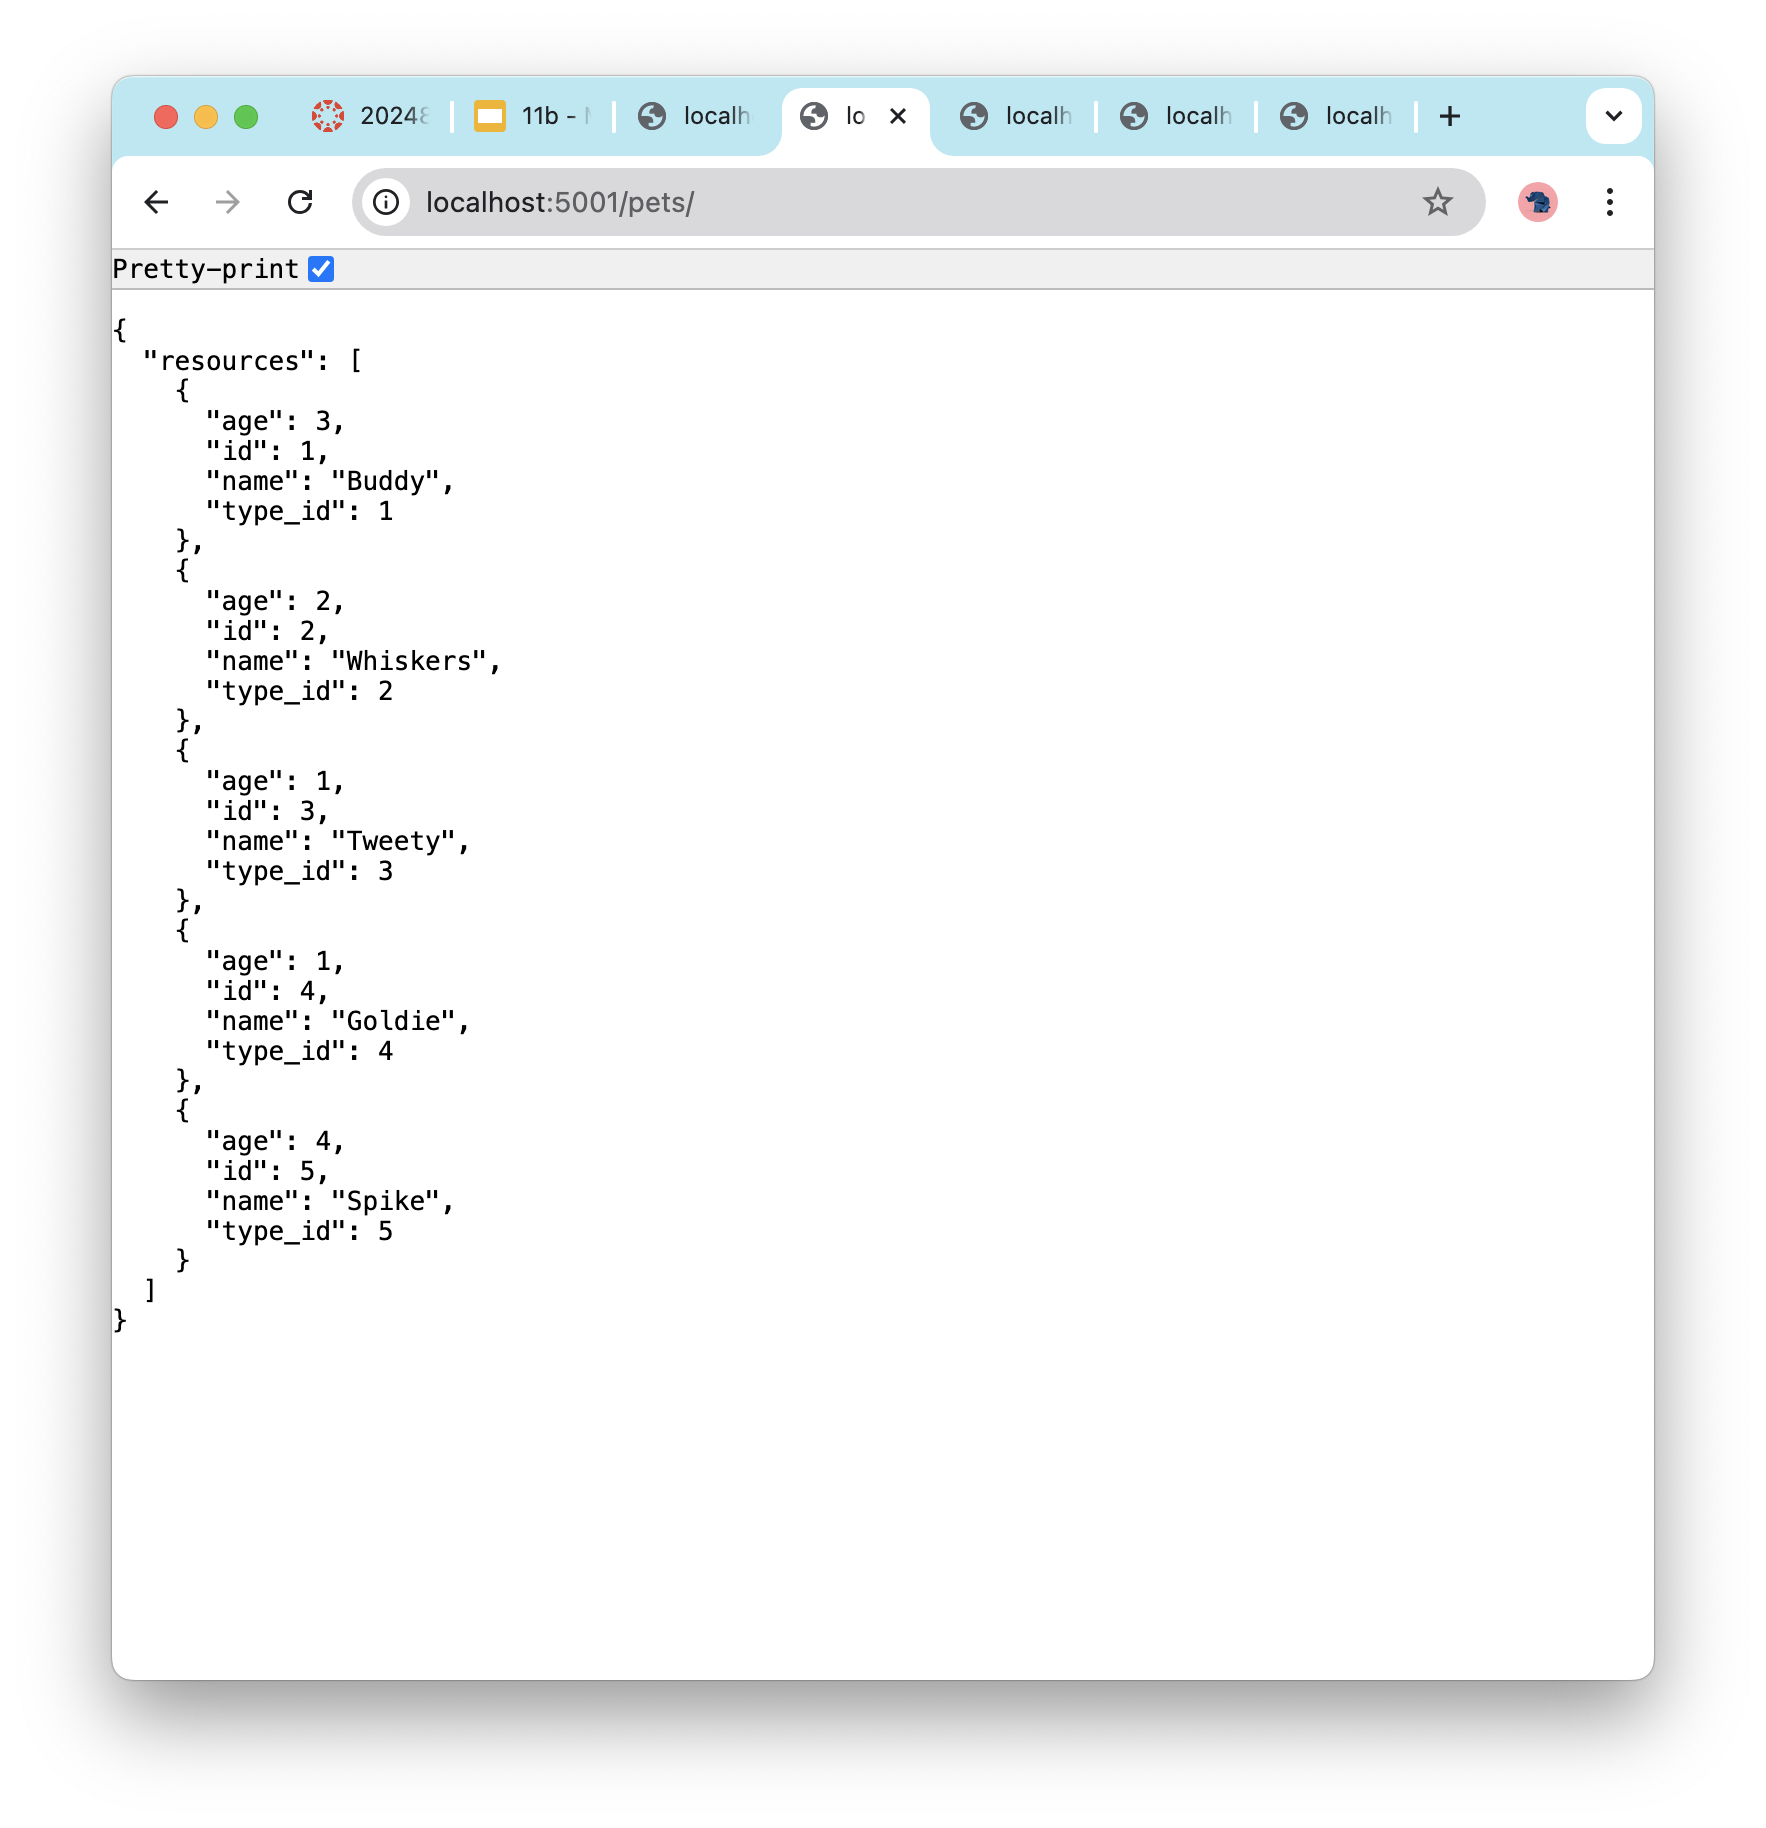 20248 11b - localh lo localh localh localh
localhost:5001/pets/
Pretty-print
{
  "resources": [
    {
      "age": 3,
      "id": 1,
      "name": "Buddy",
      "type_id": 1
    },
    {
      "age": 2,
      "id": 2,
      "name": "Whiskers",
      "type_id": 2
    },
    {
      "age": 1,
      "id": 3,
      "name": "Tweety",
      "type_id": 3
    },
    {
      "age": 1,
      "id": 4,
      "name": "Goldie",
      "type_id": 4
    },
    {
      "age": 4,
      "id": 5,
      "name": "Spike",
      "type_id": 5
    }
  ]
}